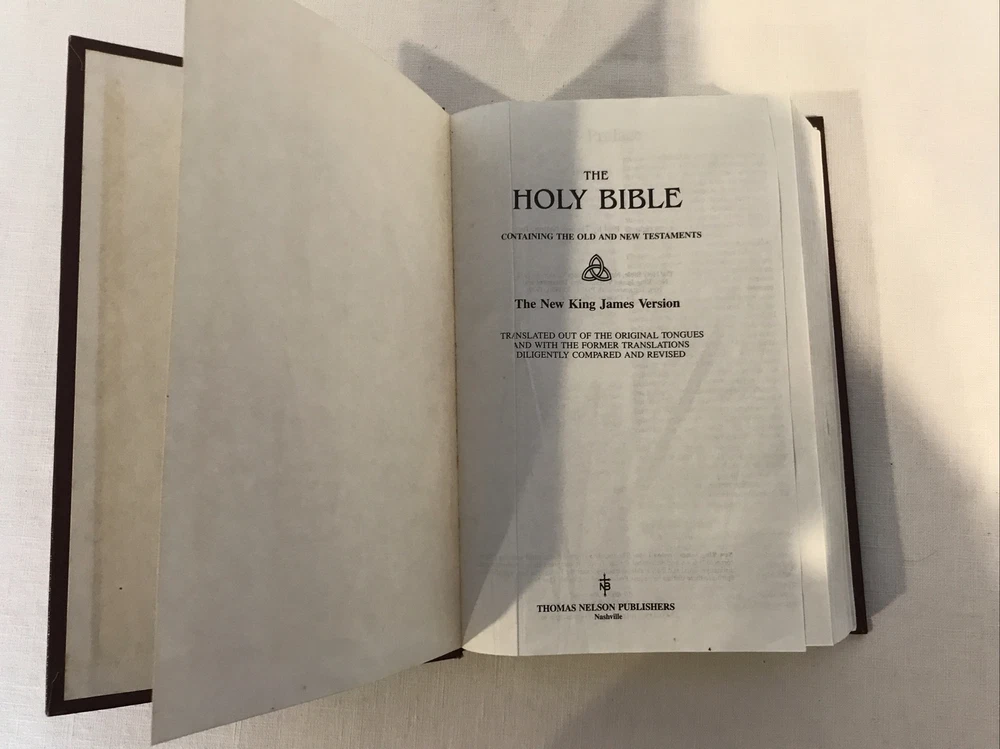 THE
HOLY BIBLE
CONTAINING THE OLD AND NEW TESTAMENTS
The New King James Version
TRANSLATED OUT OF THE ORIGINAL TONGUES
AND WITH THE FORMER TRANSLATIONS
DILIGENTLY COMPARED AND REVISED
NB
THOMAS NELSON PUBLISHERS
Nashville